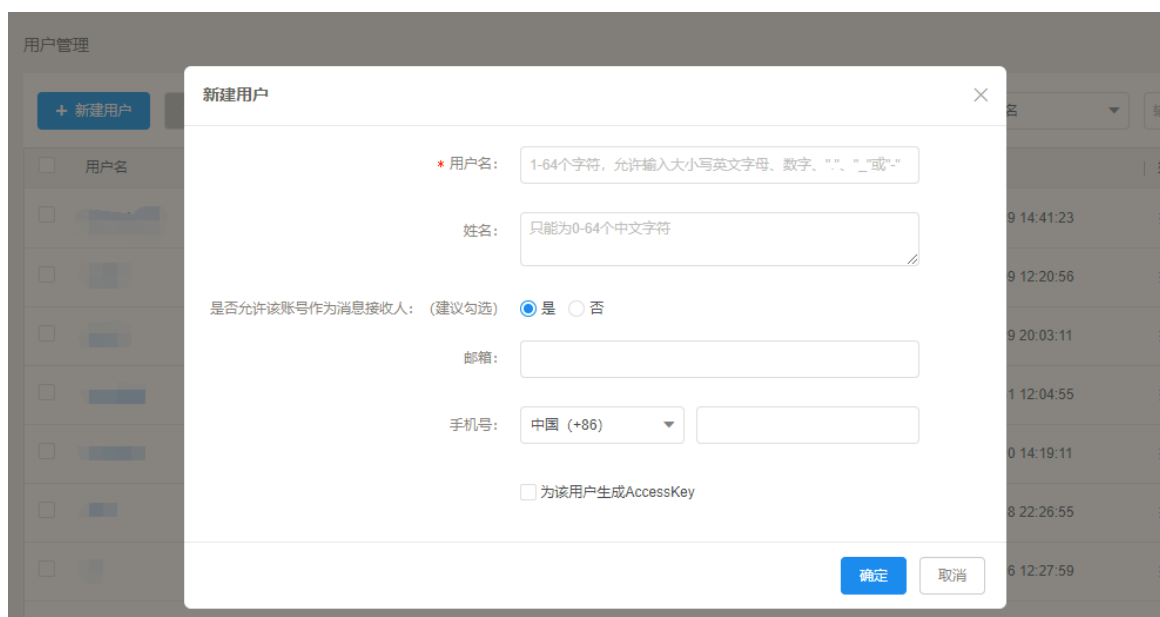 用户管理
新建用户
+ 新建用户
名
用户名
* 用户名：
1-64个字符，允许输入大小写英文字母、数字、"."、"_"或"-"
姓名：
只能为0-64个中文字符
9 14:41:23
9 12:20:56
是否允许该账号作为消息接收人：（建议勾选）
是
否
9 20:03:11
邮箱：
1 12:04:55
手机号：
中国（+86）
0 14:19:11
为该用户生成AccessKey
8 22:26:55
确定
取消
6 12:27:59